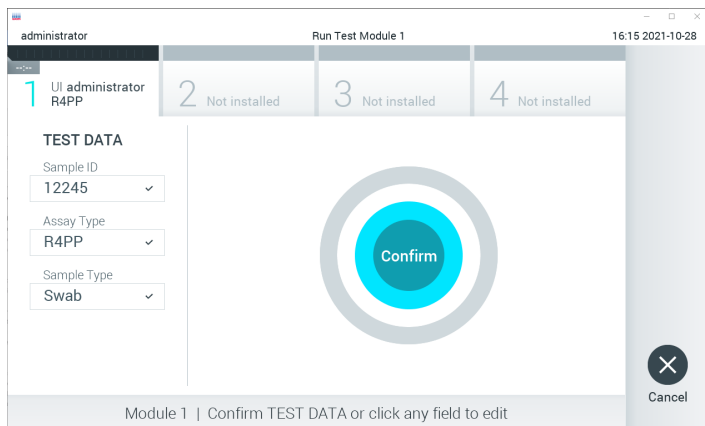 administrator
Run Test Module 1
16:15 2021-10-28
--:--
1 UI administrator
R4PP
2 Not installed
3 Not installed
4 Not installed
TEST DATA
Sample ID
12245
Assay Type
R4PP
Sample Type
Swab
Confirm
Cancel
Module 1 | Confirm TEST DATA or click any field to edit